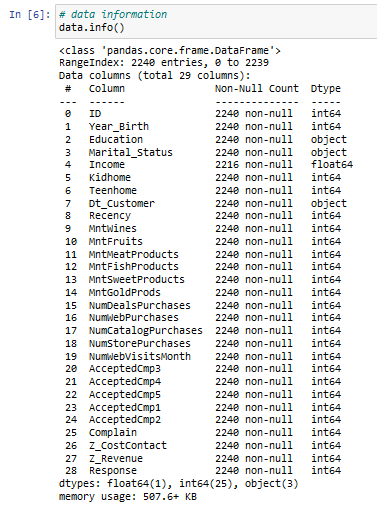 In [6]: # data information
data.info()
<class 'pandas.core.frame.DataFrame'>
RangeIndex: 2240 entries, 0 to 2239
Data columns (total 29 columns):
 #   Column               Non-Null Count  Dtype
---  ------               --------------  -----
 0   ID                   2240 non-null   int64
 1   Year_Birth           2240 non-null   int64
 2   Education            2240 non-null   object
 3   Marital_Status       2240 non-null   object
 4   Income               2216 non-null   float64
 5   Kidhome              2240 non-null   int64
 6   Teenhome             2240 non-null   int64
 7   Dt_Customer          2240 non-null   object
 8   Recency              2240 non-null   int64
 9   MntWines             2240 non-null   int64
 10  MntFruits            2240 non-null   int64
 11  MntMeatProducts      2240 non-null   int64
 12  MntFishProducts      2240 non-null   int64
 13  MntSweetProducts     2240 non-null   int64
 14  MntGoldProds         2240 non-null   int64
 15  NumDealsPurchases    2240 non-null   int64
 16  NumWebPurchases      2240 non-null   int64
 17  NumCatalogPurchases  2240 non-null   int64
 18  NumStorePurchases    2240 non-null   int64
 19  NumWebVisitsMonth    2240 non-null   int64
 20  AcceptedCmp3         2240 non-null   int64
 21  AcceptedCmp4         2240 non-null   int64
 22  AcceptedCmp5         2240 non-null   int64
 23  AcceptedCmp1         2240 non-null   int64
 24  AcceptedCmp2         2240 non-null   int64
 25  Complain             2240 non-null   int64
 26  Z_CostContact        2240 non-null   int64
 27  Z_Revenue            2240 non-null   int64
 28  Response             2240 non-null   int64
dtypes: float64(1), int64(25), object(3)
memory usage: 507.6+ KB